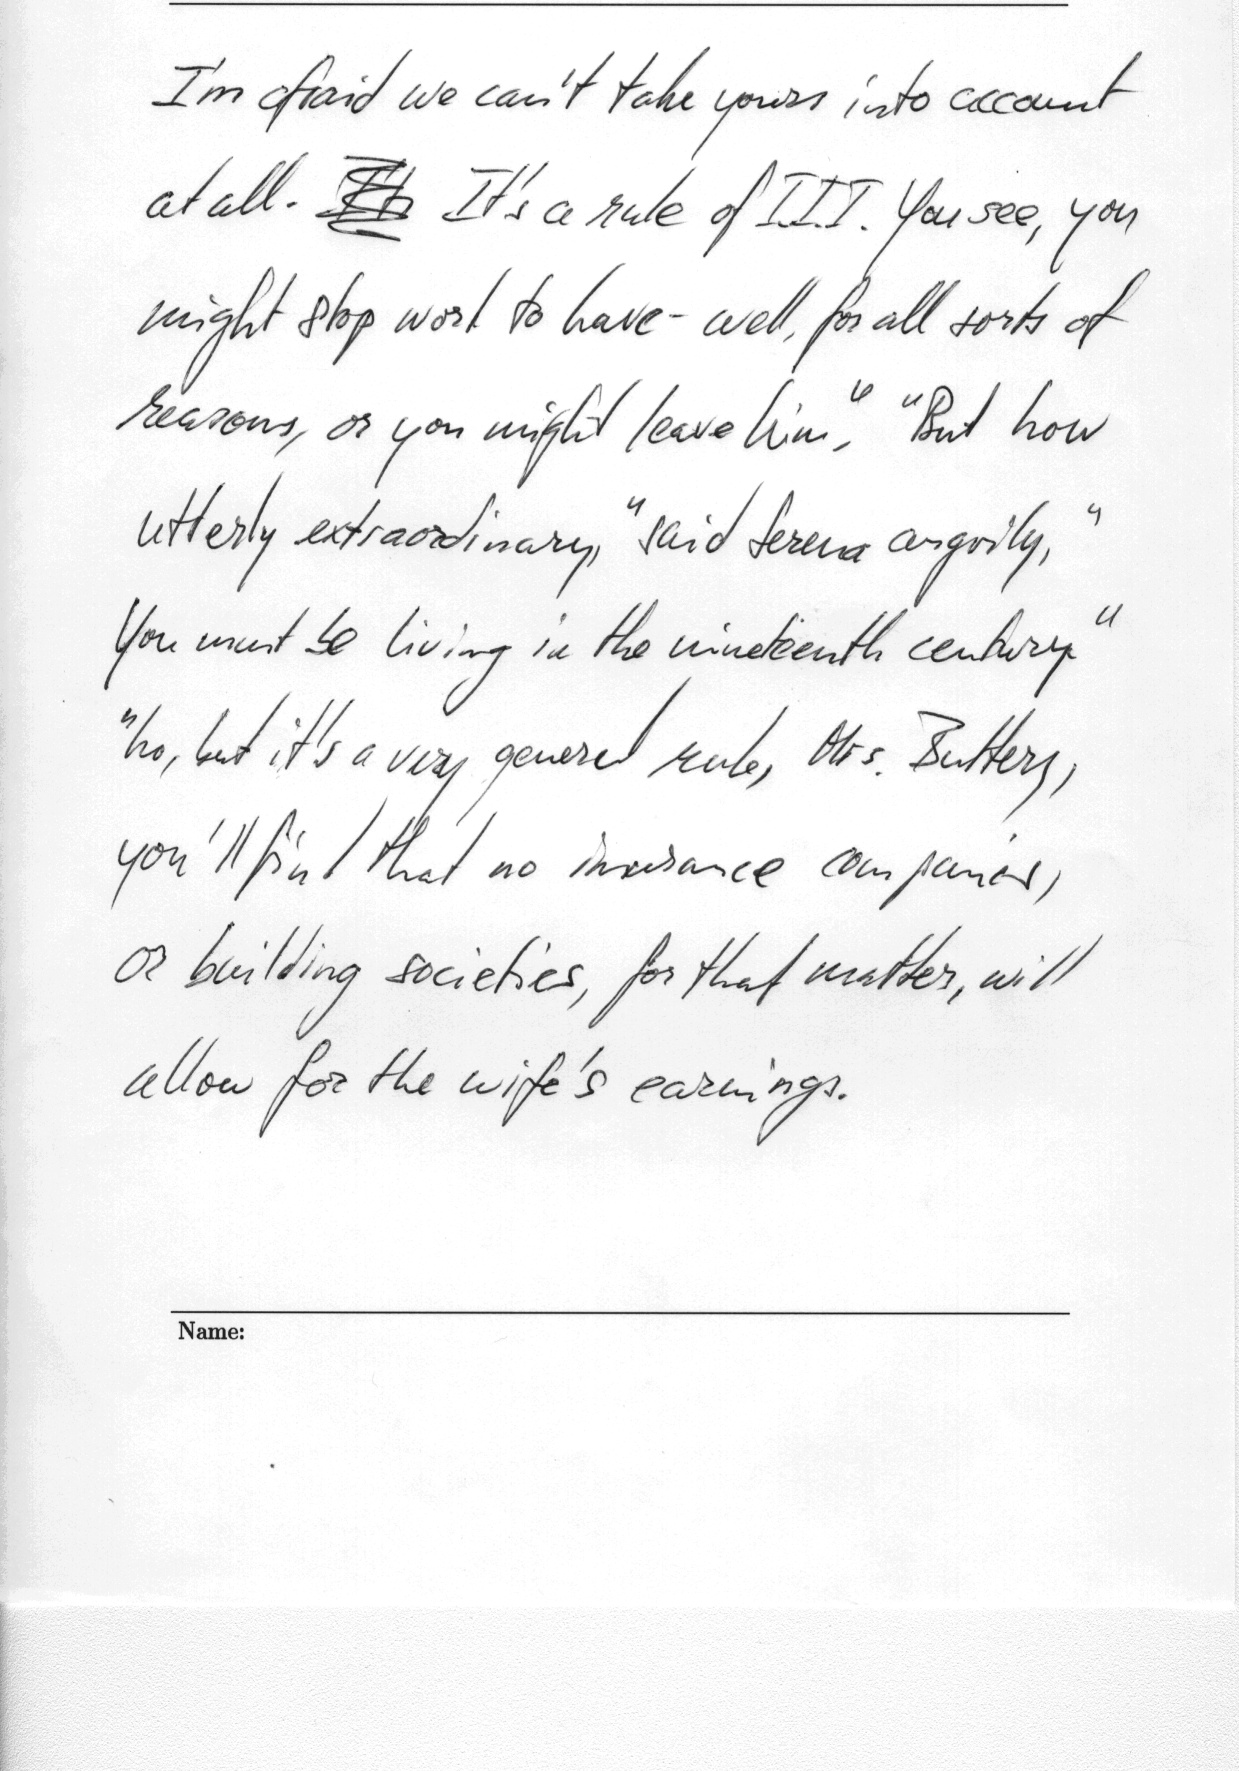 I'm afraid we can't take yours into account
at all. It's a rule of III. You see, you
might stop work to have - well, for all sorts of
reasons, or you might leave him," "But how
utterly extraordinary," said Serena angrily, "
You must be living in the nineteenth century"
"No, but it's a very general rule, Mrs. Buttery,
you'll find that no insurance companies,
or building societies, for that matter, will
allow for the wife's earnings.
Name: